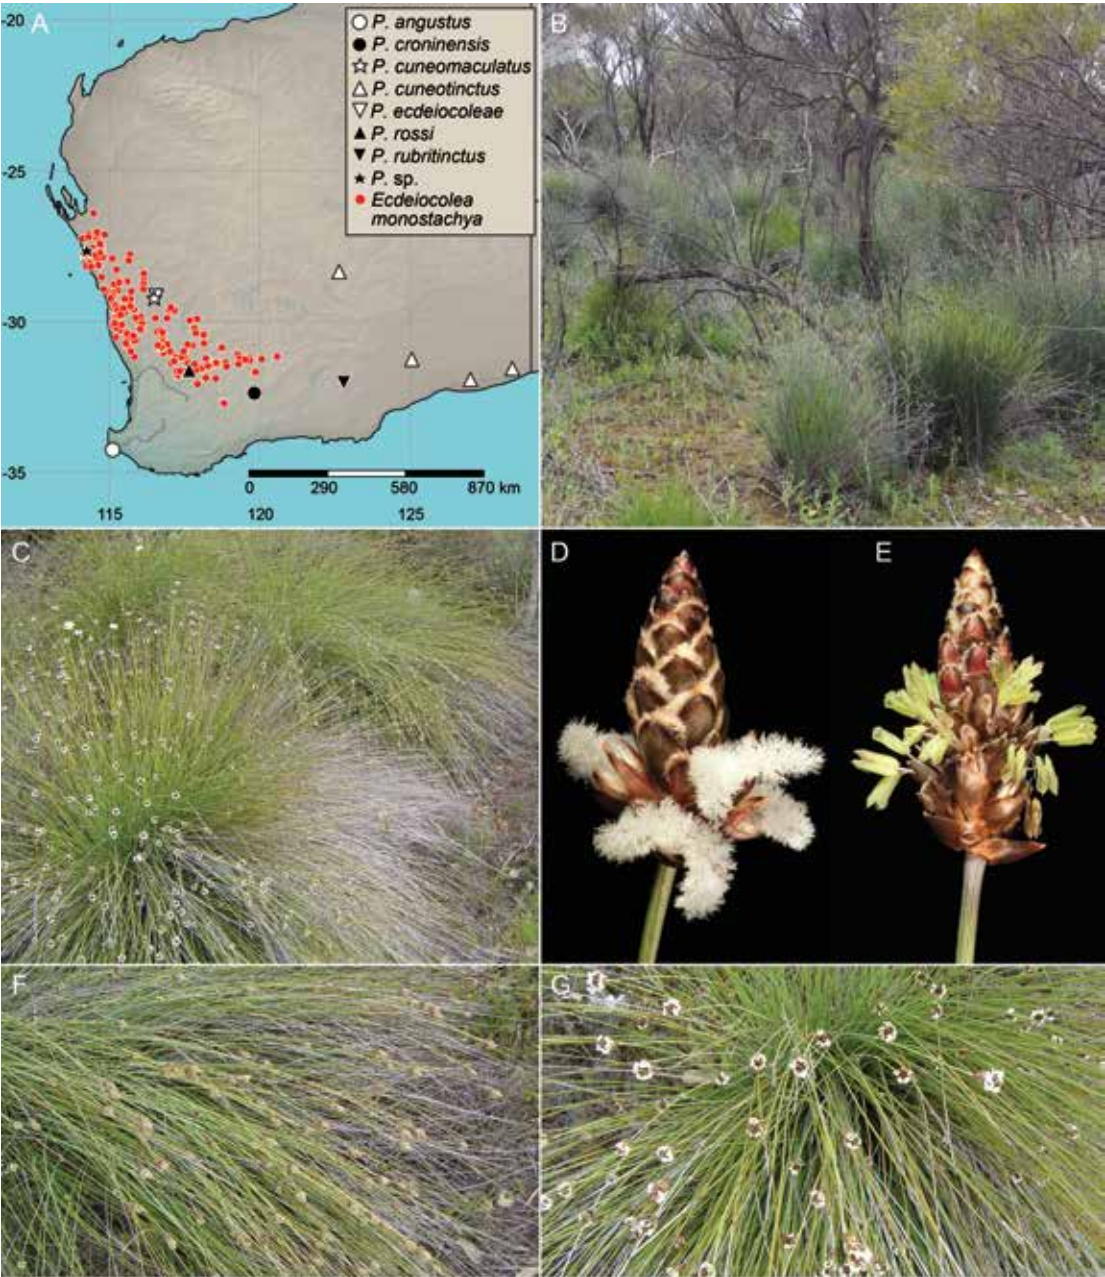 A
-20
-25
-30
-35
115
120
125
P. angustus
P. croninensis
P. cuneomaculatus
P. cuneotinctus
P. ecdeiocoleae
P. rossi
P. rubritinctus
P. sp.
Ecdeiocolea
monostachya
0 290 580 870 km
B
C
D
E
F
G